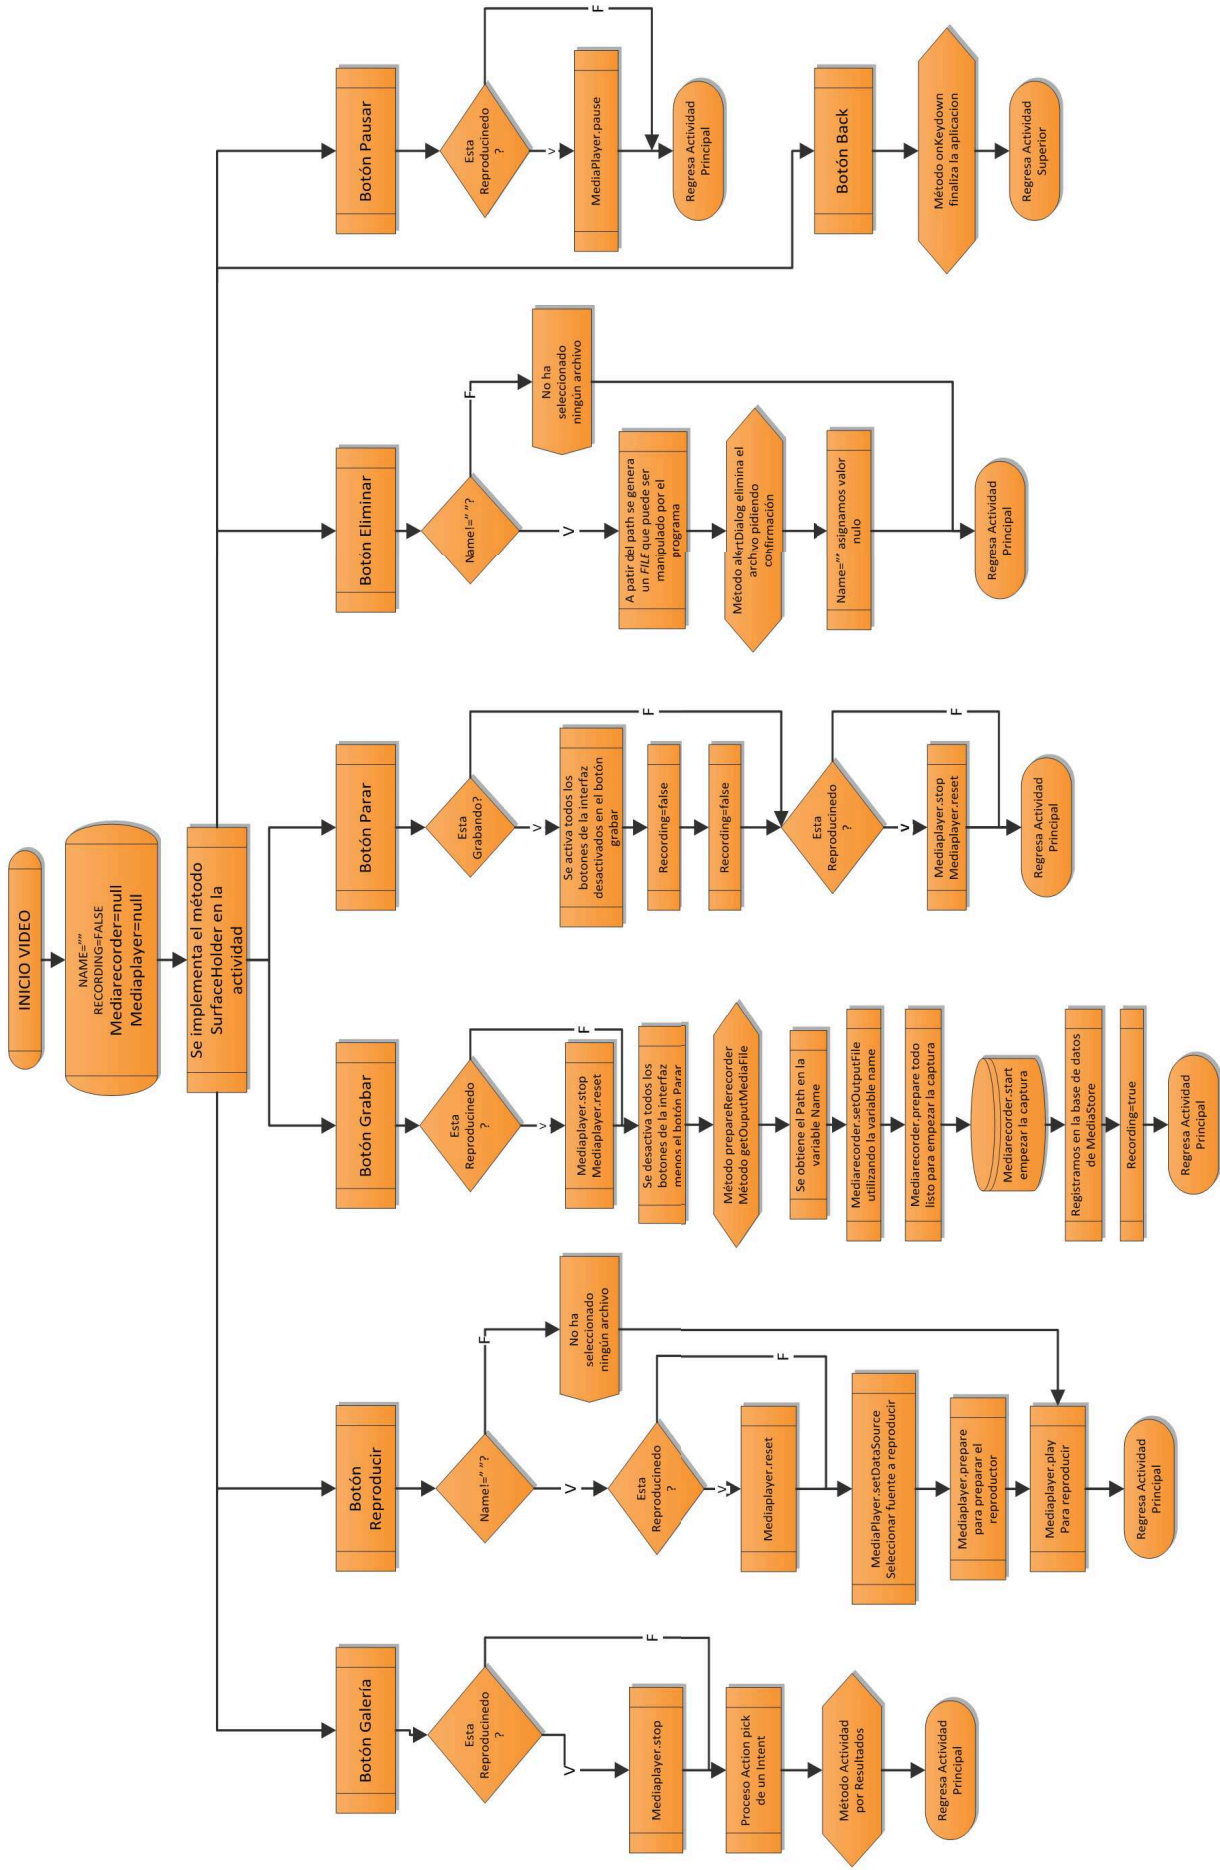 INICIO VIDEO
NAME=""
RECORDING=FALSE
Mediarecorder=null
Mediaplayer=null
Se implementa el método
SurfaceHolder en la
actividad
Botón Galería
Esta
Reproducinedo
?
F
V
Mediaplayer.stop
Proceso Action pick
de un Intent
Método Actividad
por Resultados
Regresa Actividad
Principal
Botón
Reproducir
Name!=" "?
F
V
No ha
seleccionado
ningún archivo
Esta
Reproducinedo
?
F
V
Mediaplayer.reset
MediaPlayer.setDataSource
Seleccionar fuente a reproducir
Mediaplayer.prepare
para preparar el
reproductor
Mediaplayer.play
Para reproducir
Regresa Actividad
Principal
Botón Grabar
Esta
Reproducinedo
?
F
V
Mediaplayer.stop
Mediaplayer.reset
Se desactiva todos los
botones de la interfaz
menos el botón Parar
Método prepareRerecorder
Método getOuputMediaFile
Se obtiene el Path en la
variable Name
Mediarecorder.setOutputFile
utilizando la variable name
Mediarecorder.prepare todo
listo para empezar la captura
Mediarecorder.start
empezar la captura
Registramos en la base de datos
de MediaStore
Recording=true
Regresa Actividad
Principal
Botón Parar
Esta
Grabando?
F
V
Se activa todos los
botones de la interfaz
desactivados en el botón
grabar
Recording=false
Recording=false
Esta
Reproducinedo
?
F
V
Mediaplayer.stop
Mediaplayer.reset
Regresa Actividad
Principal
Botón Eliminar
Name!=" "?
F
V
No ha
seleccionado
ningún archivo
A patir del path se genera
un FILE que puede ser
manipulado por el
programa
Método alertDialog elimina el
archvo pidiendo
confirmación
Name="" asignamos valor
nulo
Regresa Actividad
Principal
Botón Pausar
Esta
Reproducinedo
?
F
V
MediaPlayer.pause
Regresa Actividad
Principal
Botón Back
Método onKeydown
finaliza la aplicacion
Regresa Actividad
Superior